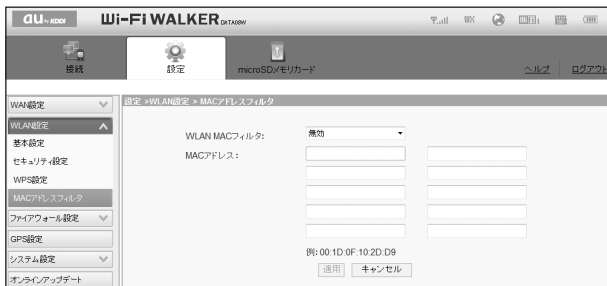 au by KDDI Wi-Fi WALKER DATA08W
接続 設定 microSDメモリカード ヘルプ ログアウト
設定 >WLAN設定 > MACアドレスフィルタ
WAN設定
WLAN設定
基本設定
セキュリティ設定
WPS設定
MACアドレスフィルタ
ファイアウォール設定
GPS設定
システム設定
オンラインアップデート
WLAN MACフィルタ: 無効
MACアドレス:
例: 00:1D:0F:10:2D:D9
適用 キャンセル